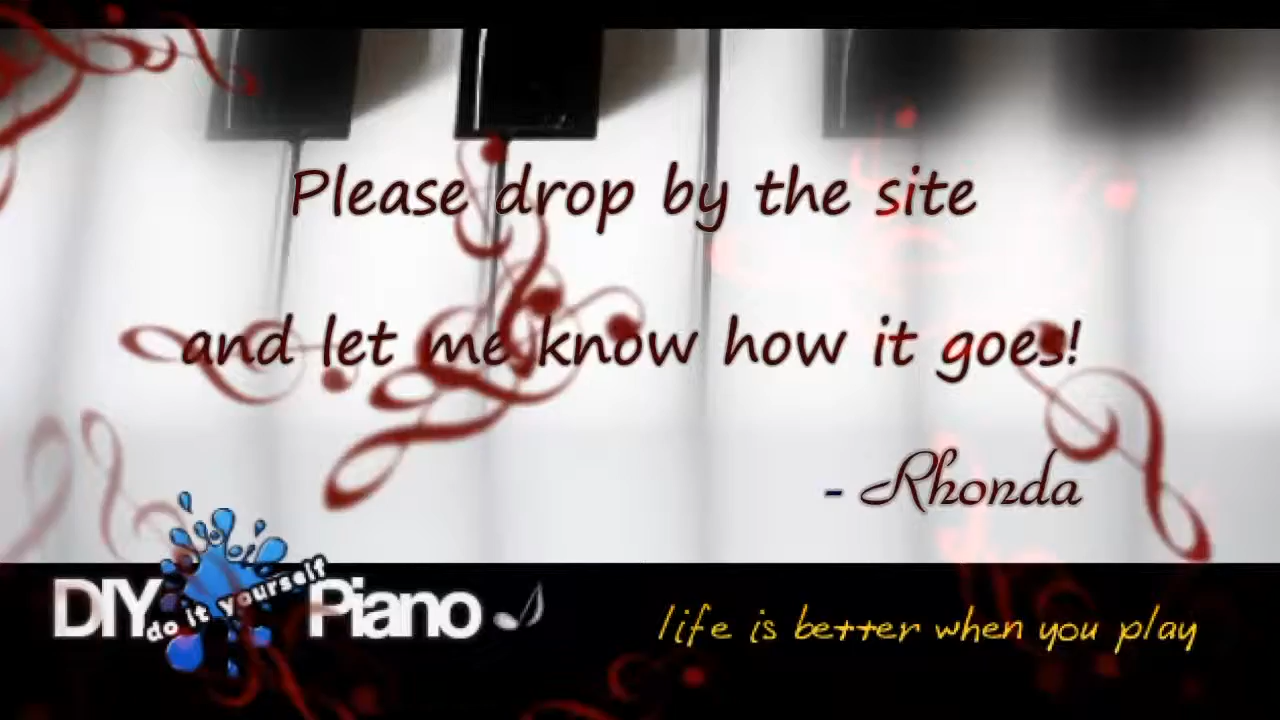 Please drop by the site
and let me know how it goes!
- Rhonda
DIY do it yourself Piano
life is better when you play